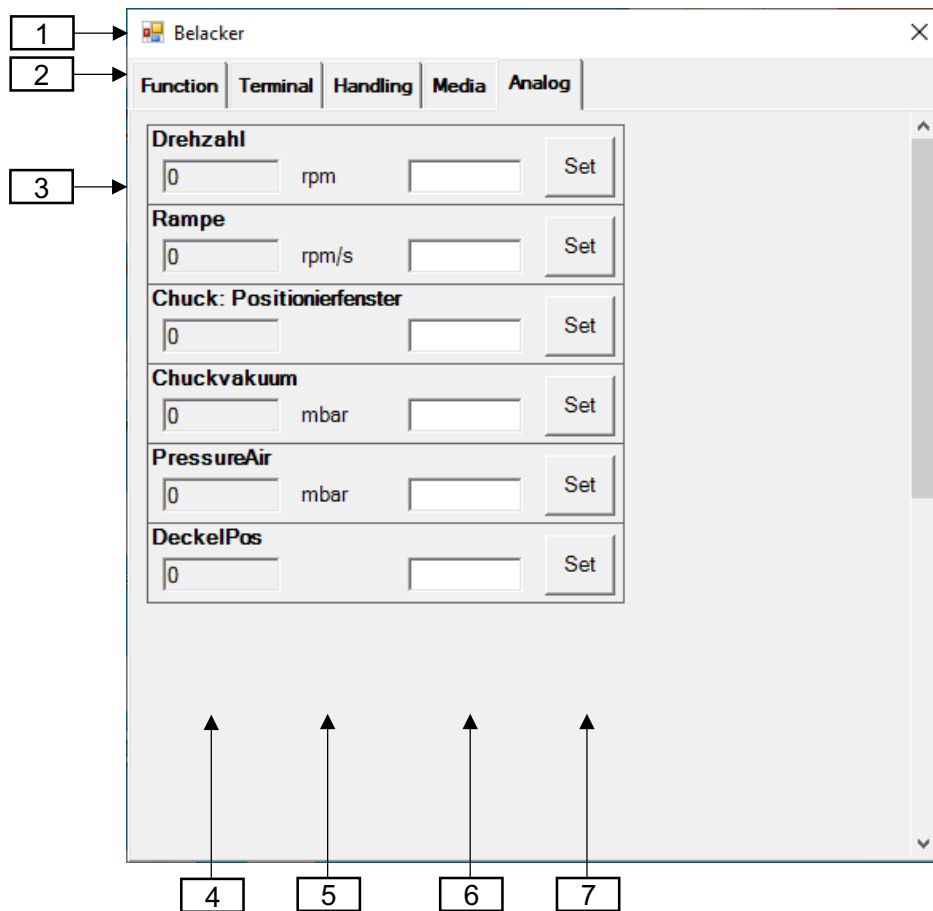 1
Belacker
2
Function Terminal Handling Media Analog
3
Drehzahl
0 rpm Set
Rampe
0 rpm/s Set
Chuck: Positionierfenster
0 Set
Chuckvakuum
0 mbar Set
PressureAir
0 mbar Set
DeckelPos
0 Set
4 5 6 7